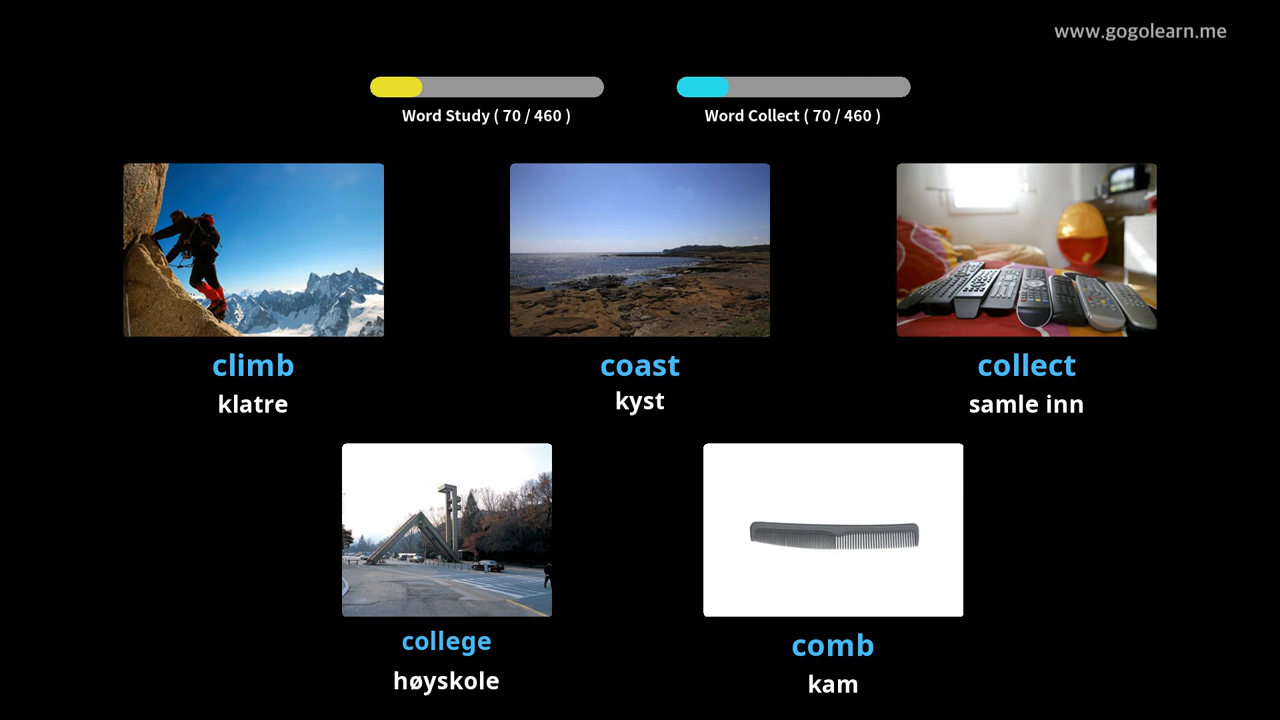 www.gogolearn.me
Word Study ( 70 / 460 )
Word Collect ( 70 / 460 )
climb
klatre
coast
kyst
collect
samle inn
college
høyskole
comb
kam